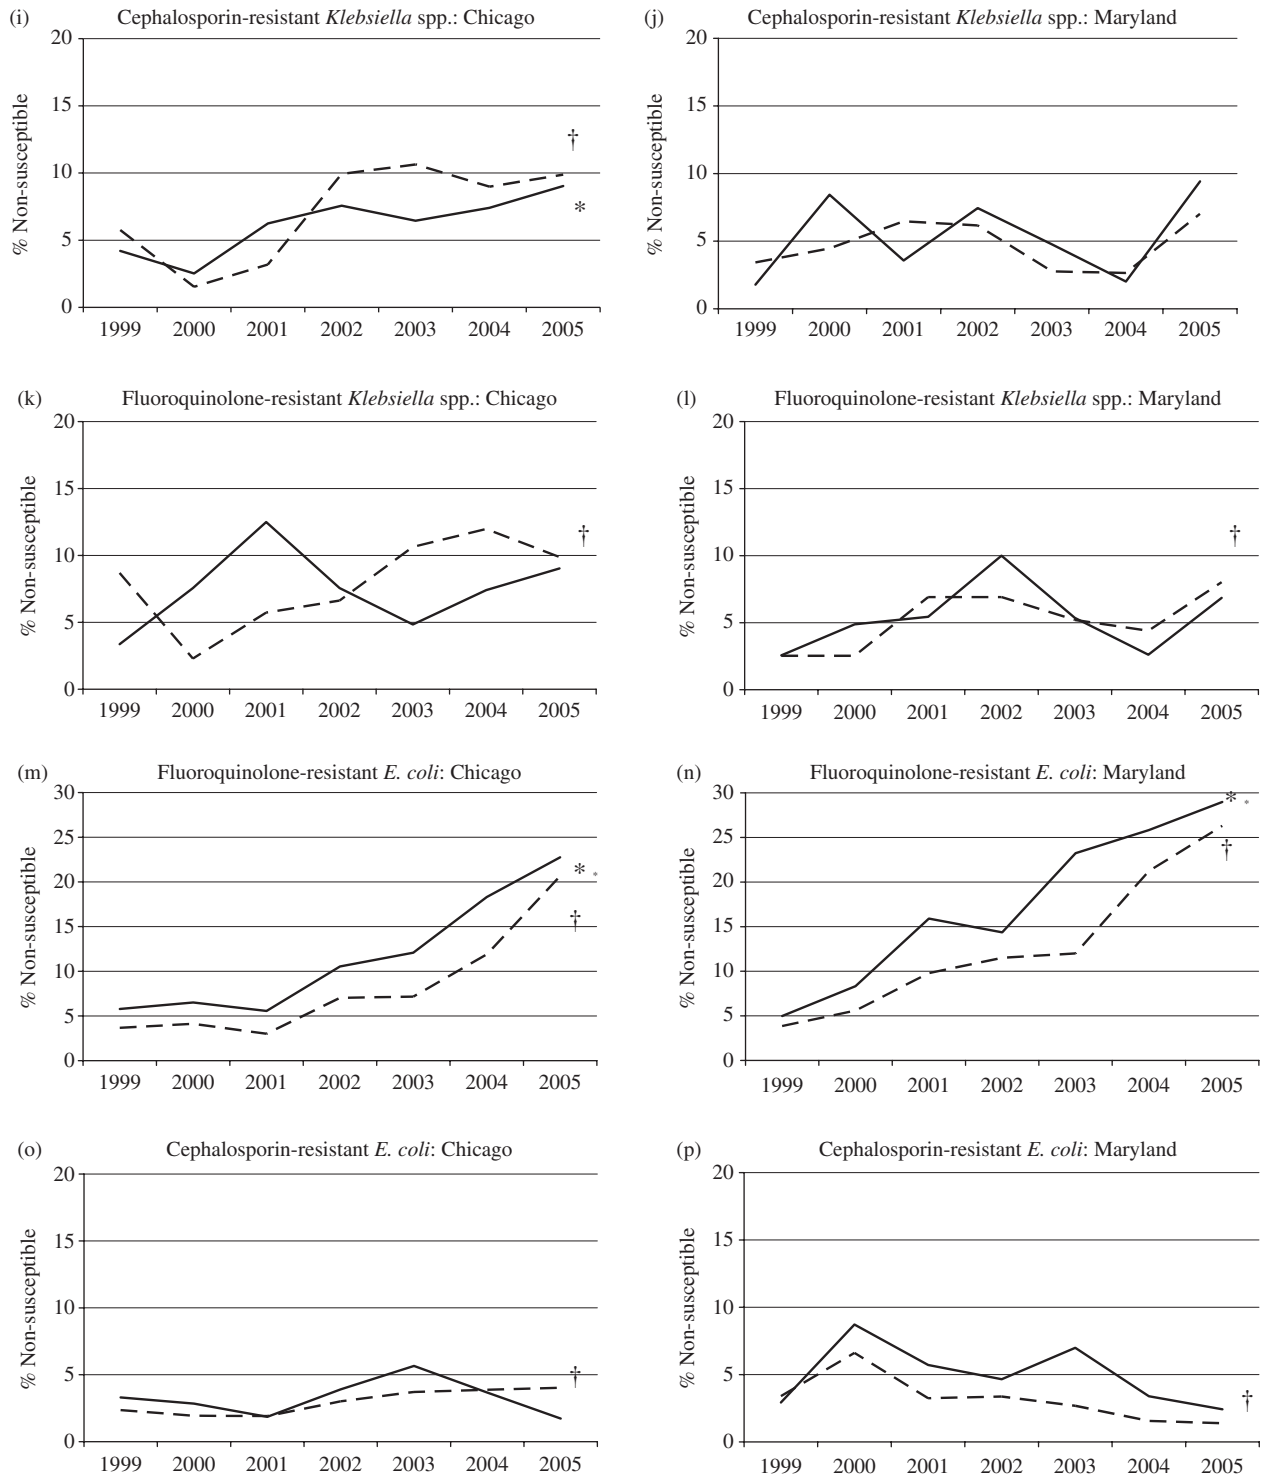 (i) Cephalosporin-resistant Klebsiella spp.: Chicago
% Non-susceptible
20
15
10
5
0
†
*
1999 2000 2001 2002 2003 2004 2005
(j) Cephalosporin-resistant Klebsiella spp.: Maryland
% Non-susceptible
20
15
10
5
0
1999 2000 2001 2002 2003 2004 2005
(k) Fluoroquinolone-resistant Klebsiella spp.: Chicago
% Non-susceptible
20
15
10
5
0
†
1999 2000 2001 2002 2003 2004 2005
(l) Fluoroquinolone-resistant Klebsiella spp.: Maryland
% Non-susceptible
20
15
10
5
0
†
1999 2000 2001 2002 2003 2004 2005
(m) Fluoroquinolone-resistant E. coli: Chicago
% Non-susceptible
30
25
20
15
10
5
0
* *
†
1999 2000 2001 2002 2003 2004 2005
(n) Fluoroquinolone-resistant E. coli: Maryland
% Non-susceptible
30
25
20
15
10
5
0
* *
†
1999 2000 2001 2002 2003 2004 2005
(o) Cephalosporin-resistant E. coli: Chicago
% Non-susceptible
20
15
10
5
0
†
1999 2000 2001 2002 2003 2004 2005
(p) Cephalosporin-resistant E. coli: Maryland
% Non-susceptible
20
15
10
5
0
†
1999 2000 2001 2002 2003 2004 2005